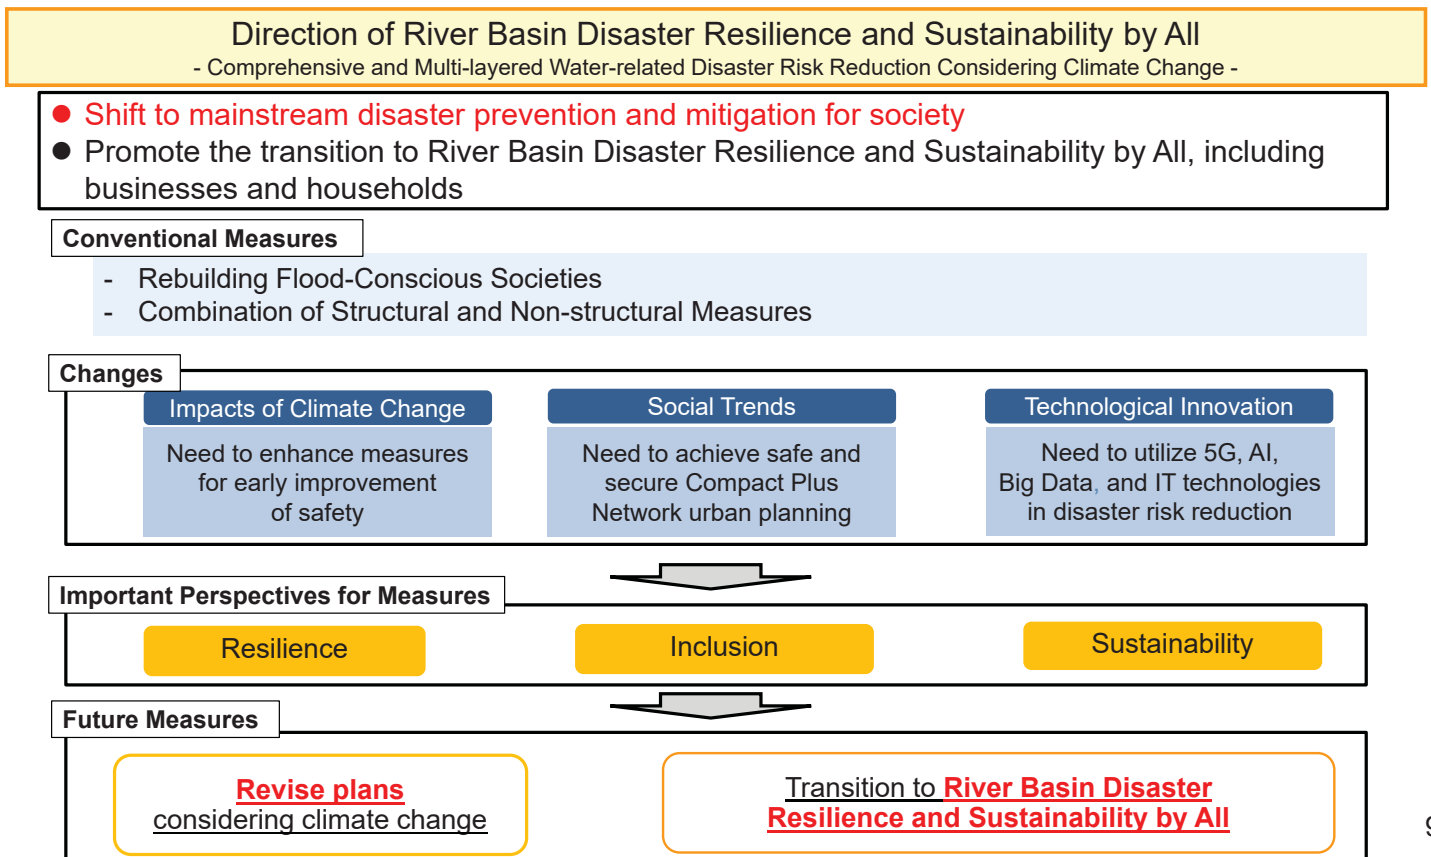 Direction of River Basin Disaster Resilience and Sustainability by All
- Comprehensive and Multi-layered Water-related Disaster Risk Reduction Considering Climate Change -
● Shift to mainstream disaster prevention and mitigation for society
● Promote the transition to River Basin Disaster Resilience and Sustainability by All, including
businesses and households
Conventional Measures
- Rebuilding Flood-Conscious Societies
- Combination of Structural and Non-structural Measures
Changes
Impacts of Climate Change
Need to enhance measures
for early improvement
of safety
Social Trends
Need to achieve safe and
secure Compact Plus
Network urban planning
Technological Innovation
Need to utilize 5G, AI,
Big Data, and IT technologies
in disaster risk reduction
Important Perspectives for Measures
Resilience
Inclusion
Sustainability
Future Measures
Revise plans
considering climate change
Transition to River Basin Disaster
Resilience and Sustainability by All